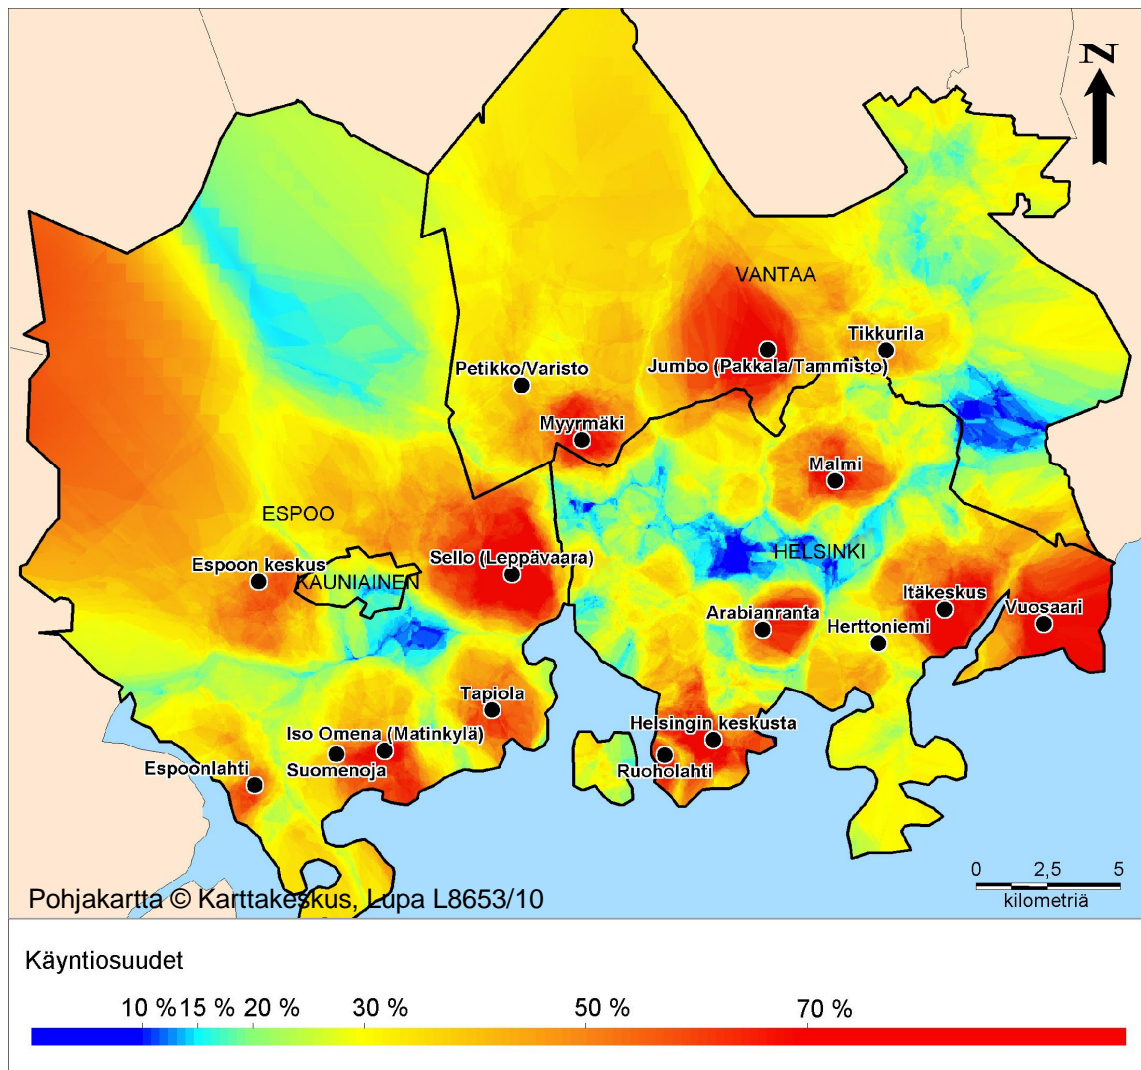 N
VANTAA
Tikkurila
Jumbo (Pakkala/Tammisto)
Petikko/Varisto
Myyrmäki
Malmi
ESPOO
HELSINKI
Sello (Leppävaara)
Espoon keskus
KAUNIAINEN
Itäkeskus
Vuosaari
Arabianranta
Herttoniemi
Tapiola
Helsingin keskusta
Iso Omena (Matinkylä)
Suomenoja
Ruoholahti
Espoonlahti
0 2,5 5
kilometriä
Pohjakartta © Karttakeskus, Lupa L8653/10
Käyntiosuudet
10 % 15 % 20 % 30 % 50 % 70 %